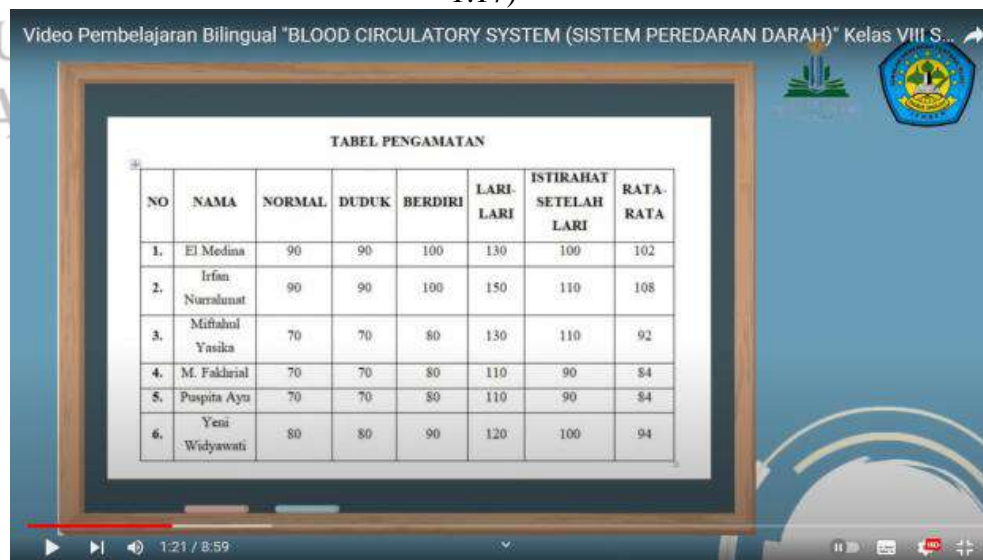 1:17)
Video Pembelajaran Bilingual "BLOOD CIRCULATORY SYSTEM (SISTEM PEREDARAN DARAH)" Kelas VIII S...
TABEL PENGAMATAN
NO NAMA NORMAL DUDUK BERDIRI LARI-LARI ISTIRAHAT SETELAH LARI RATA-RATA
1. El Medina 90 90 100 130 100 102
2. Irfan Nurrahmat 90 90 100 150 110 108
3. Miftahul Yasika 70 70 80 130 110 92
4. M. Fakhrial 70 70 80 110 90 84
5. Puspita Ayu 70 70 80 110 90 84
6. Yeni Widyawati 80 80 90 120 100 94
1:21 / 8:59
HD